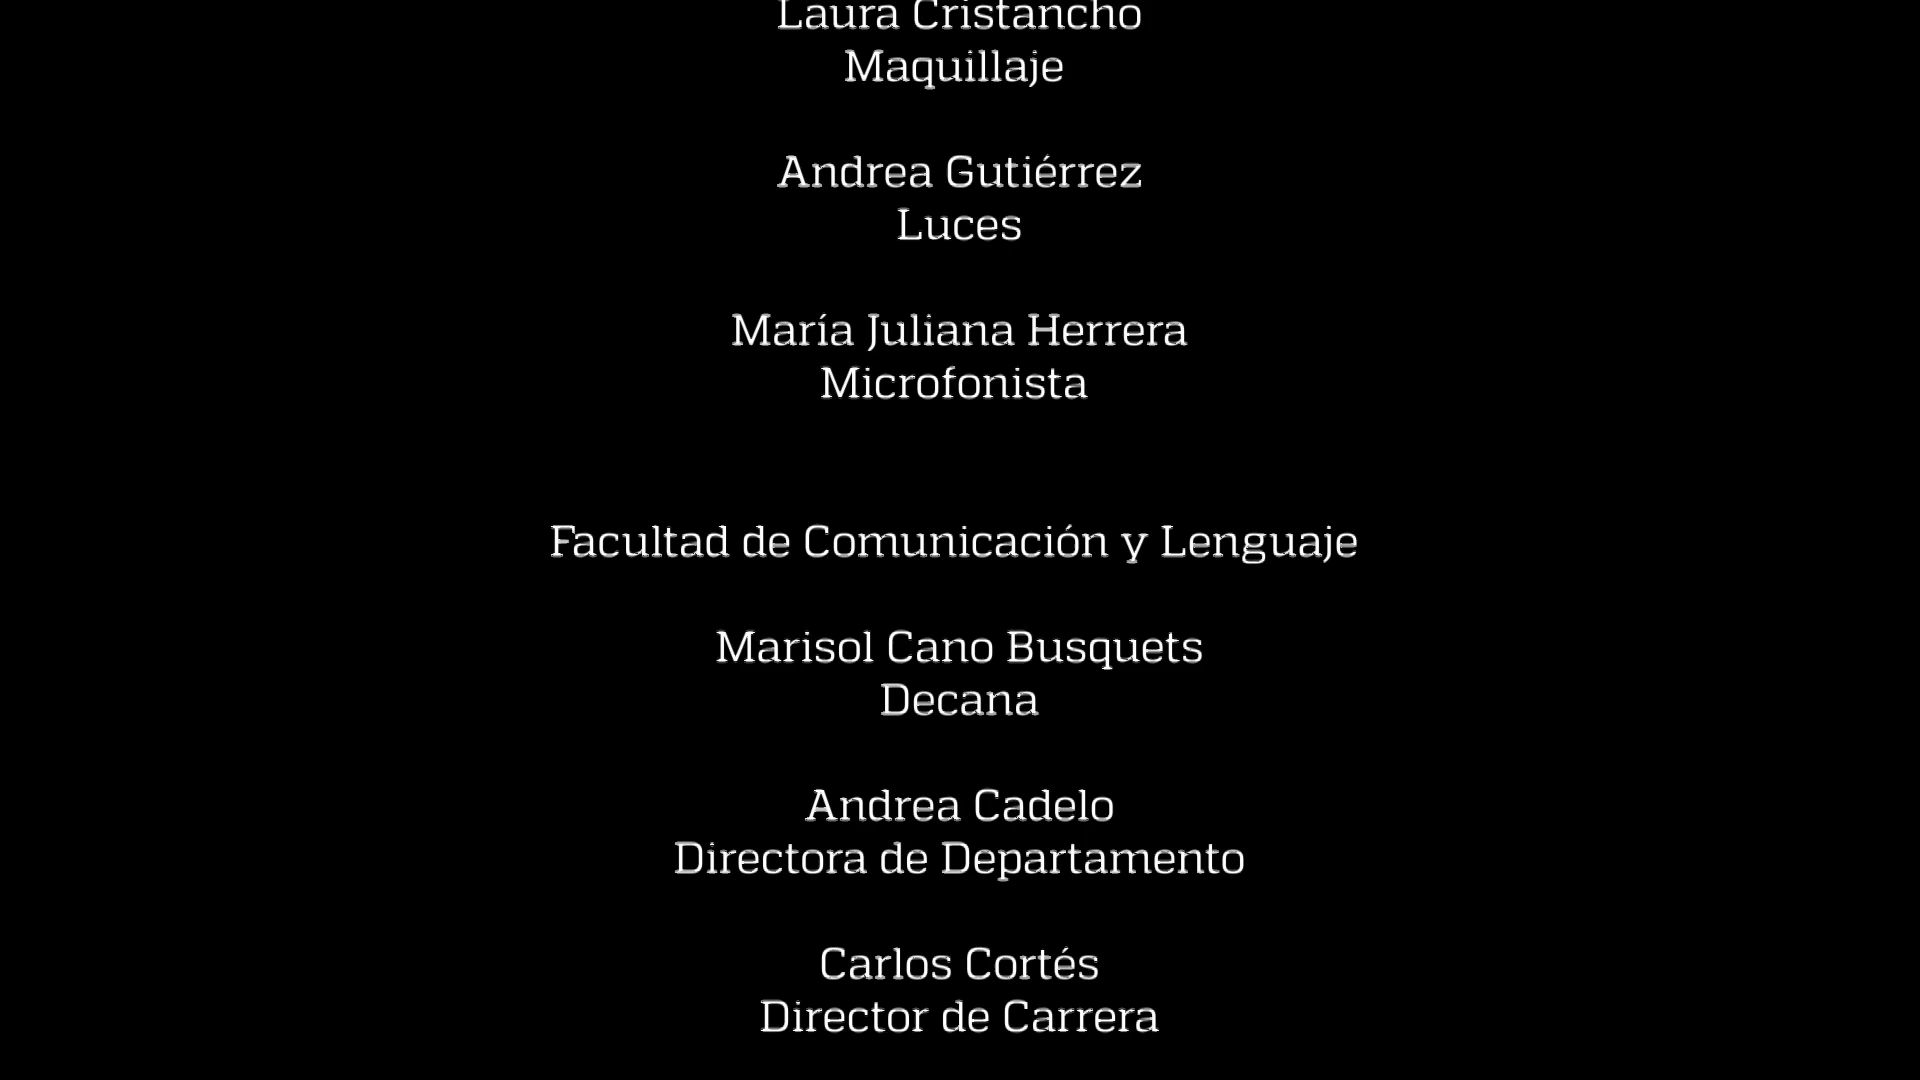 Laura Cristancho
Maquillaje
Andrea Gutiérrez
Luces
María Juliana Herrera
Microfonista
Facultad de Comunicación y Lenguaje
Marisol Cano Busquets
Decana
Andrea Cadelo
Directora de Departamento
Carlos Cortés
Director de Carrera